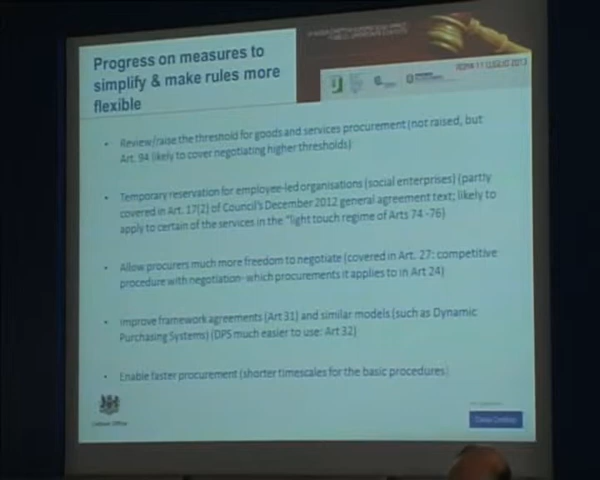 Progress on measures to
simplify & make rules more
flexible
ROMA 11 LUGLIO 2013
• Review/raise the threshold for goods and services procurement (not raised, but
Art. 94 likely to cover negotiating higher thresholds)
• Temporary reservation for employee-led organisations (social enterprises) (partly
covered in Art. 17(2) of Council's December 2012 general agreement text; likely to
apply to certain of the services in the "light touch regime of Arts 74 -76)
• Allow procurers much more freedom to negotiate (covered in Art. 27: competitive
procedure with negotiation- which procurements it applies to in Art 24)
• Improve framework agreements (Art 31) and similar models (such as Dynamic
Purchasing Systems) (DPS much easier to use: Art 32)
• Enable faster procurement (shorter timescales for the basic procedures)
Cabinet Office